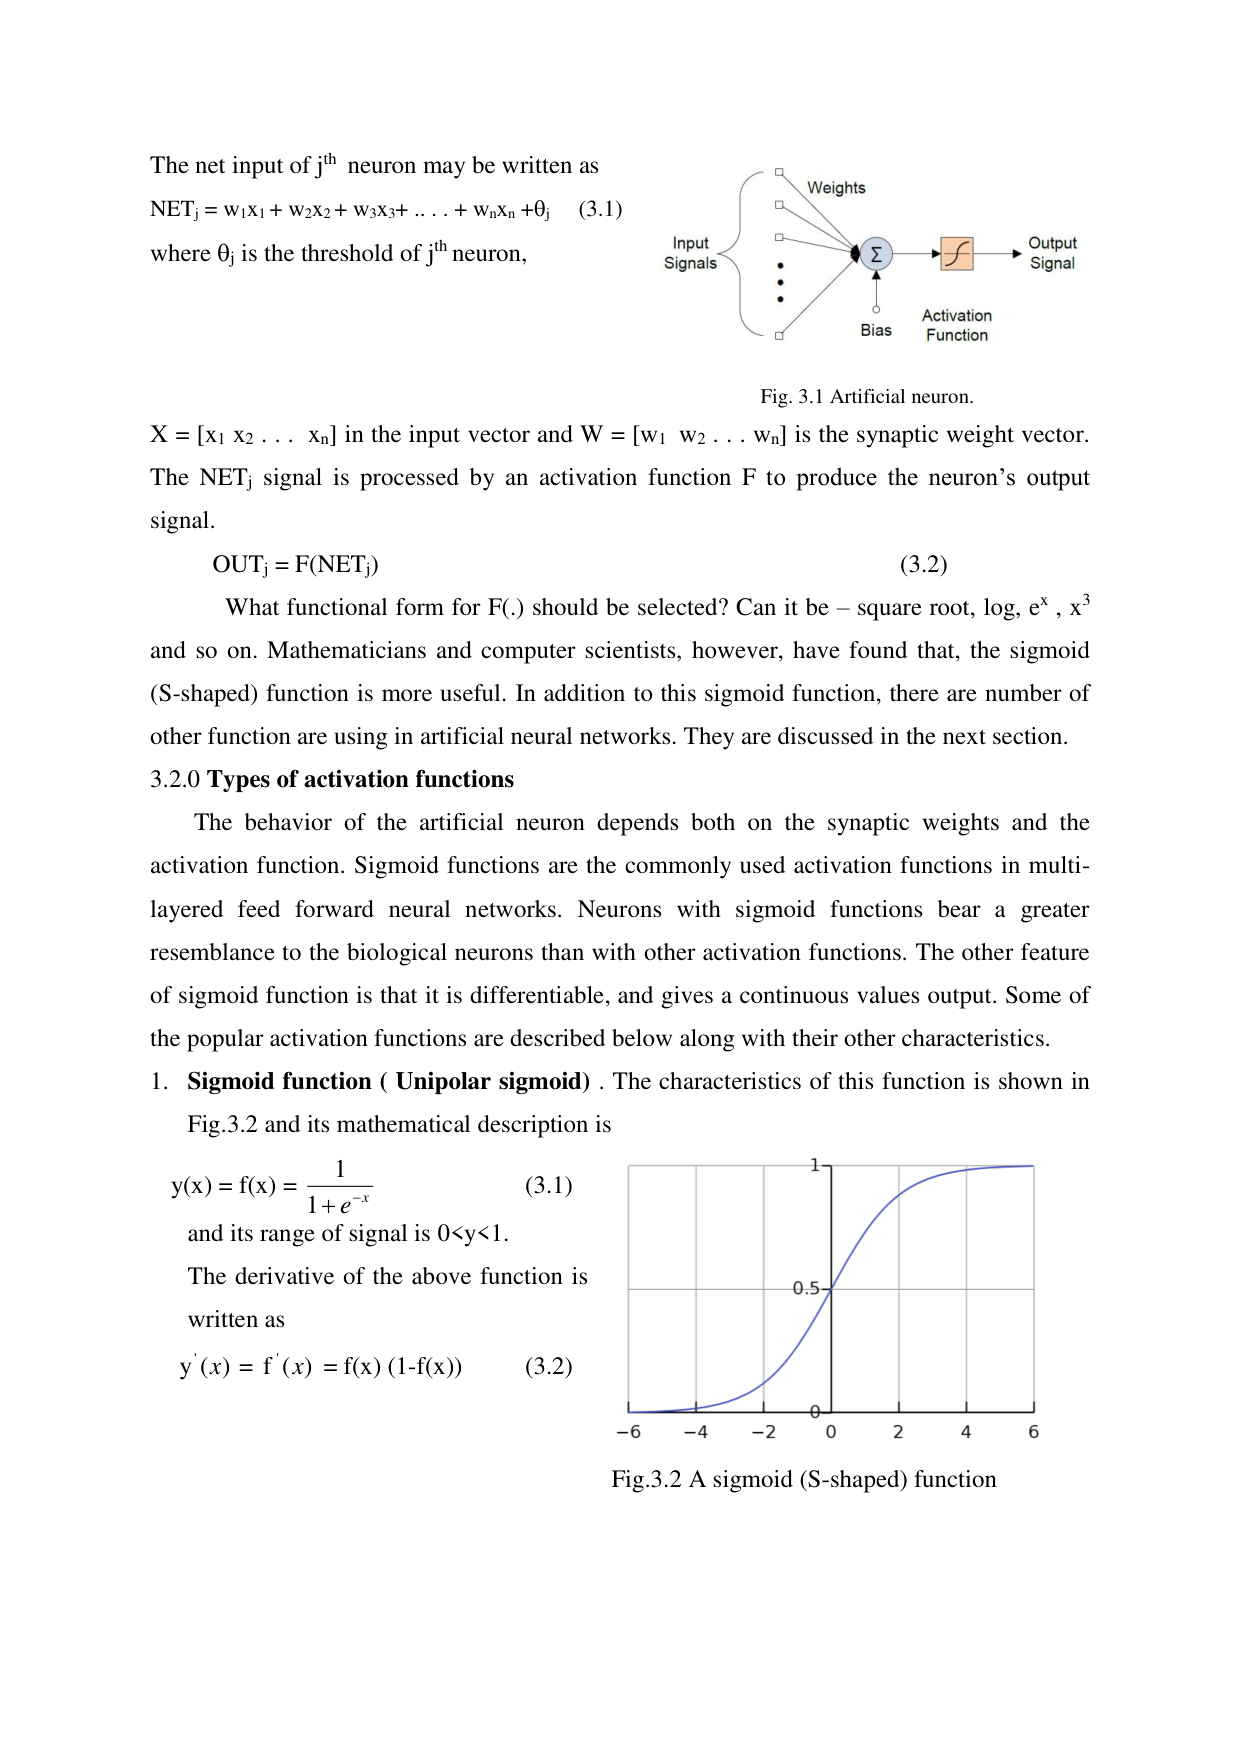 The net input of jth neuron may be written as
NETj = w1x1 + w2x2 + w3x3+ .. . . + wnxn +θj (3.1)
where θj is the threshold of jth neuron,
Weights
Input
Signals
Σ
Output
Signal
Bias
Activation
Function
Fig. 3.1 Artificial neuron.
X = [x1 x2 . . . xn] in the input vector and W = [w1 w2 . . . wn] is the synaptic weight vector.
The NETj signal is processed by an activation function F to produce the neuron’s output
signal.
OUTj = F(NETj) (3.2)
What functional form for F(.) should be selected? Can it be – square root, log, e^x , x^3
and so on. Mathematicians and computer scientists, however, have found that, the sigmoid
(S-shaped) function is more useful. In addition to this sigmoid function, there are number of
other function are using in artificial neural networks. They are discussed in the next section.
3.2.0 Types of activation functions
The behavior of the artificial neuron depends both on the synaptic weights and the
activation function. Sigmoid functions are the commonly used activation functions in multi-
layered feed forward neural networks. Neurons with sigmoid functions bear a greater
resemblance to the biological neurons than with other activation functions. The other feature
of sigmoid function is that it is differentiable, and gives a continuous values output. Some of
the popular activation functions are described below along with their other characteristics.
1. Sigmoid function ( Unipolar sigmoid) . The characteristics of this function is shown in
Fig.3.2 and its mathematical description is
y(x) = f(x) = 1 / (1 + e^−x) (3.1)
and its range of signal is 0<y<1.
The derivative of the above function is
written as
y'(x) = f'(x) = f(x) (1-f(x)) (3.2)
1
0.5
0
−6 −4 −2 0 2 4 6
Fig.3.2 A sigmoid (S-shaped) function